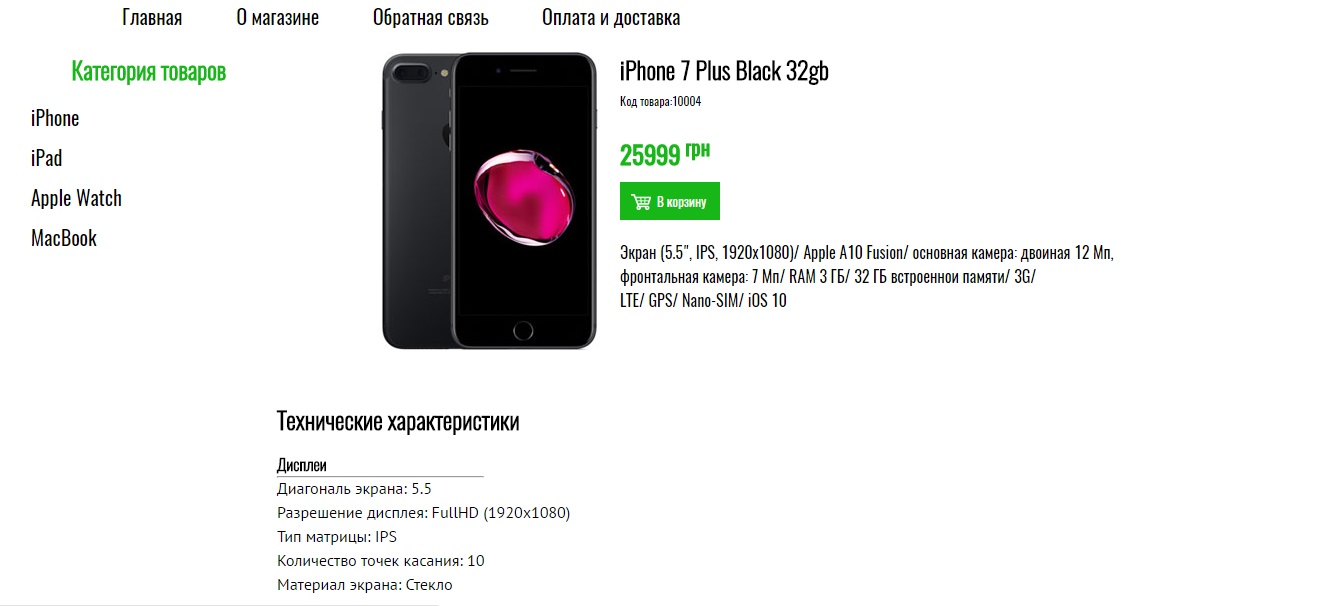 Главная О магазине Обратная связь Оплата и доставка
Категория товаров
iPhone
iPad
Apple Watch
MacBook
iPhone 7 Plus Black 32gb
Код товара:10004
25999 грн
В корзину
Экран (5.5", IPS, 1920x1080)/ Apple A10 Fusion/ основная камера: двоиная 12 Мп,
фронтальная камера: 7 Мп/ RAM 3 ГБ/ 32 ГБ встроеннои памяти/ 3G/
LTE/ GPS/ Nano-SIM/ iOS 10
Технические характеристики
Дисплеи
Диагональ экрана: 5.5
Разрешение дисплея: FullHD (1920x1080)
Тип матрицы: IPS
Количество точек касания: 10
Материал экрана: Стекло